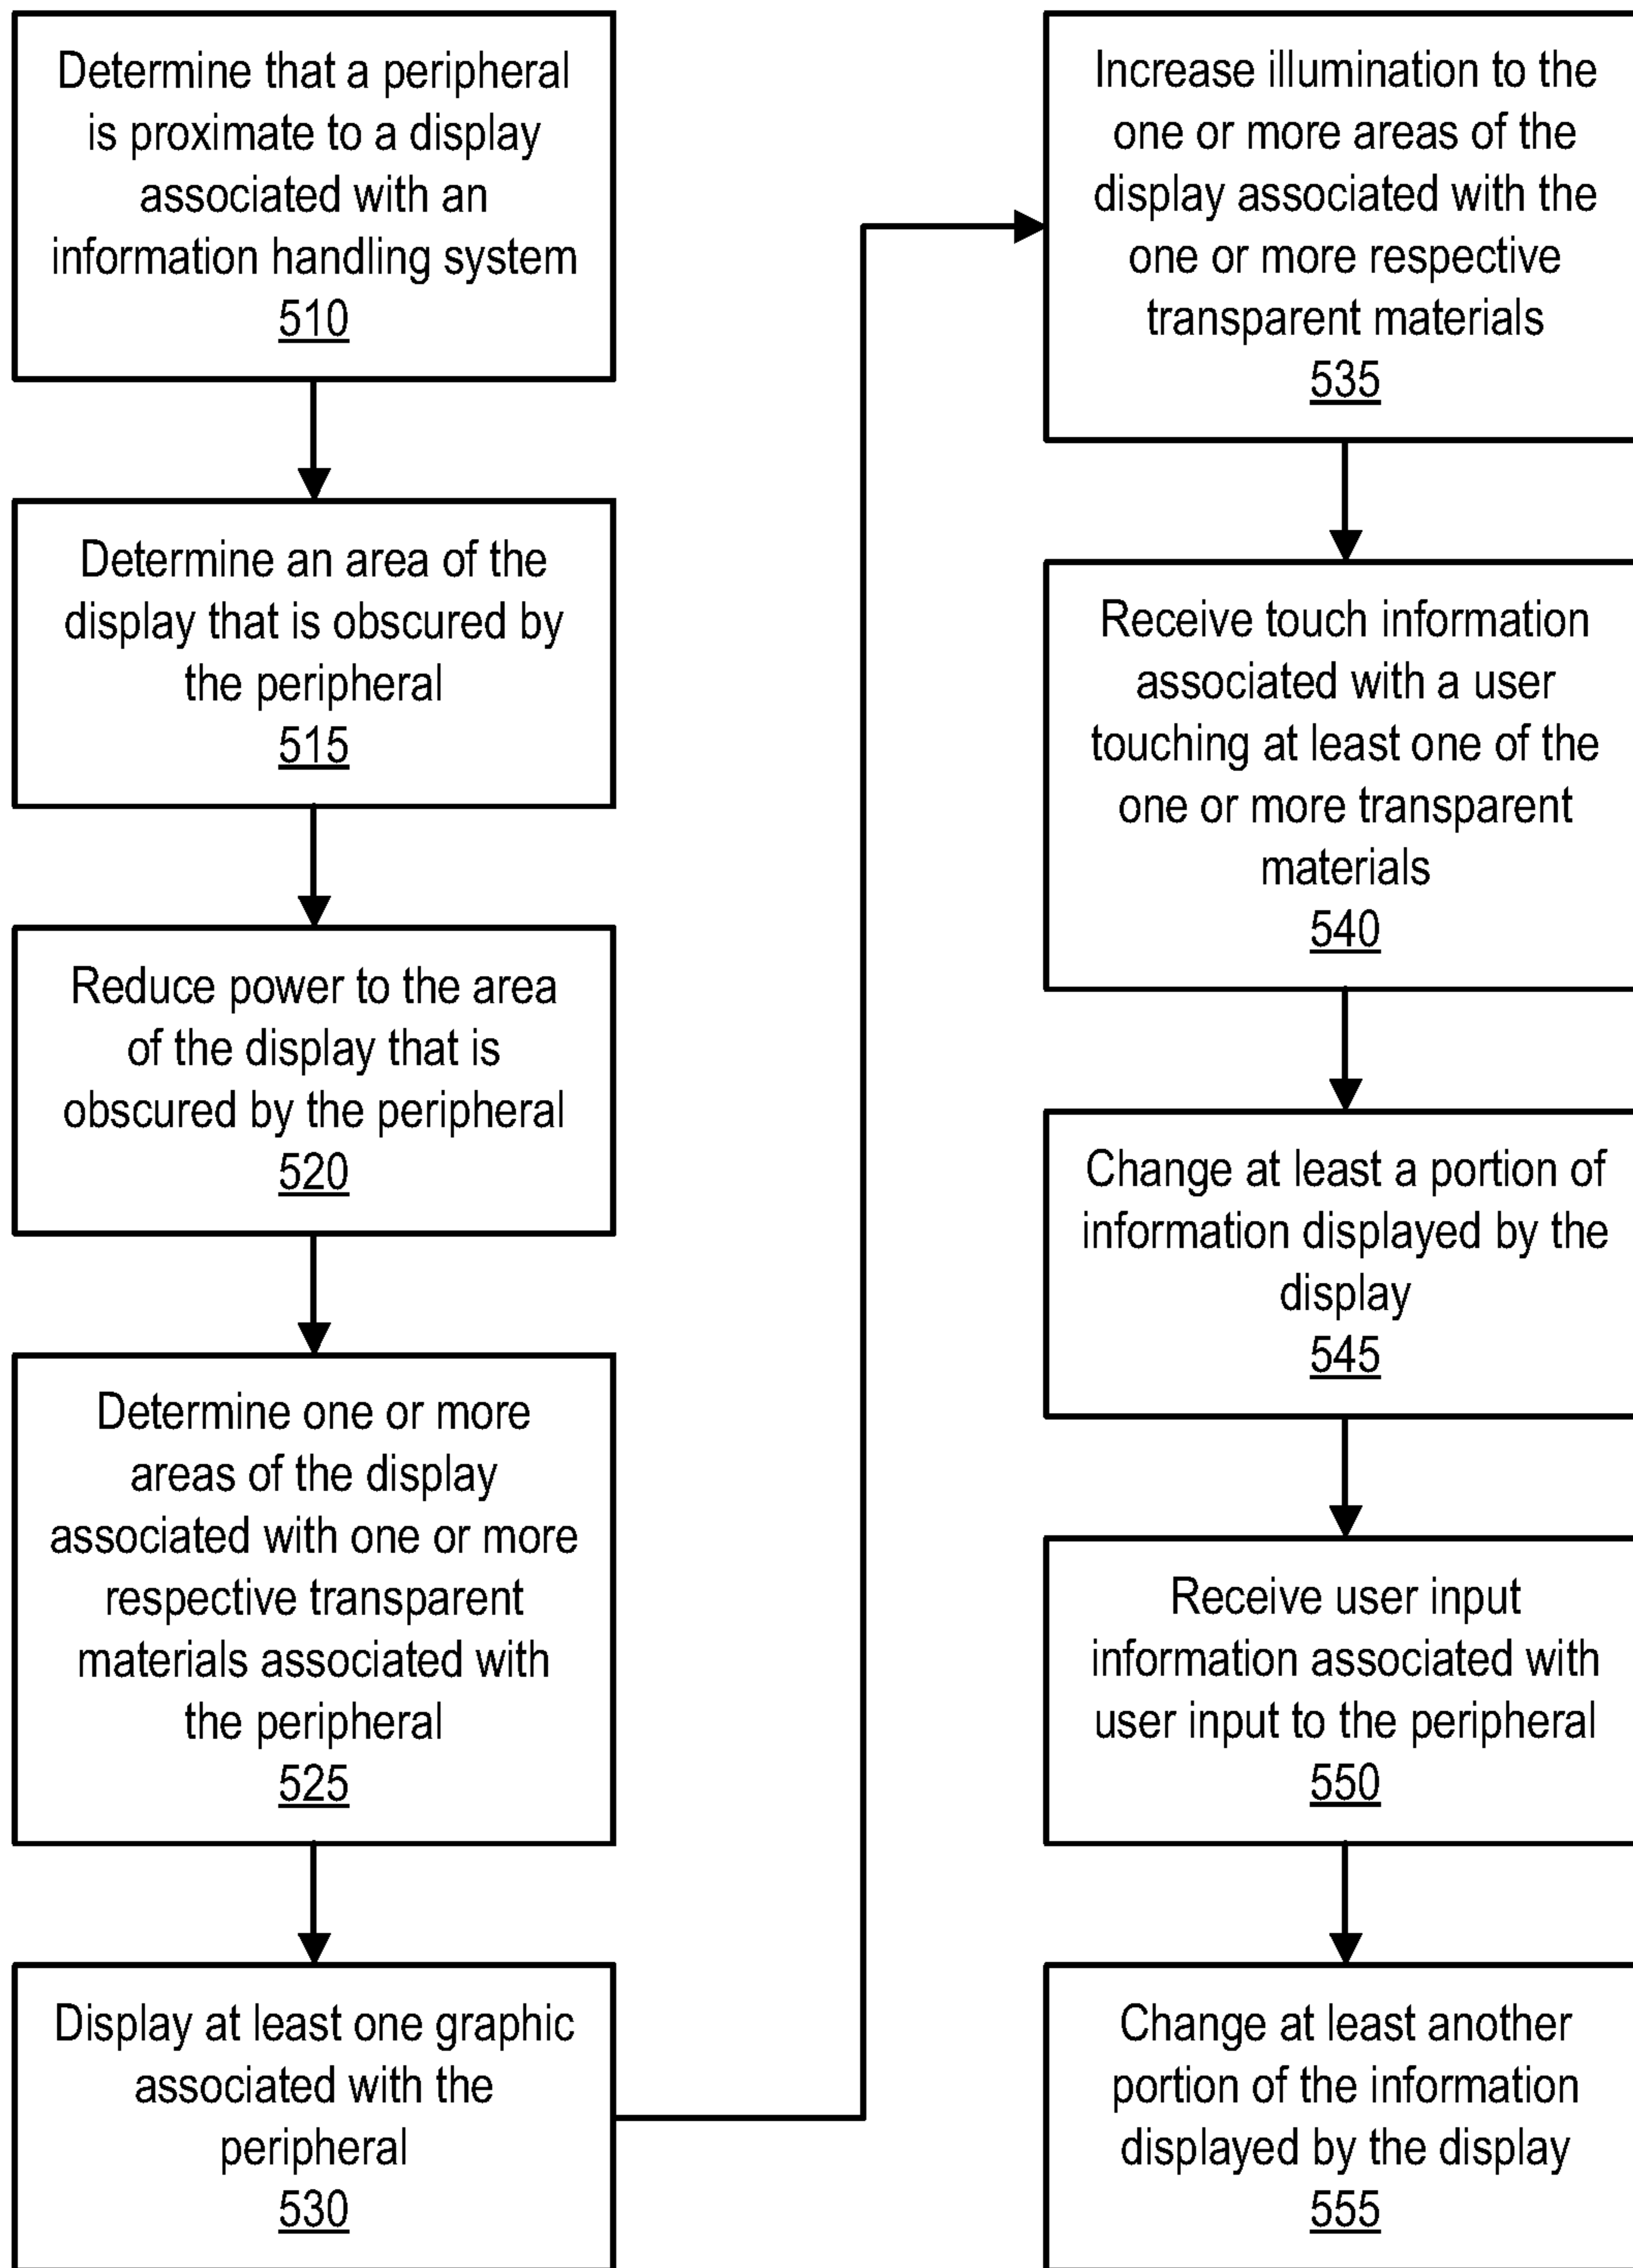 Determine that a peripheral
is proximate to a display
associated with an
information handling system
510
Determine an area of the
display that is obscured by
the peripheral
515
Reduce power to the area
of the display that is
obscured by the peripheral
520
Determine one or more
areas of the display
associated with one or more
respective transparent
materials associated with
the peripheral
525
Display at least one graphic
associated with the
peripheral
530
Increase illumination to the
one or more areas of the
display associated with the
one or more respective
transparent materials
535
Receive touch information
associated with a user
touching at least one of the
one or more transparent
materials
540
Change at least a portion of
information displayed by the
display
545
Receive user input
information associated with
user input to the peripheral
550
Change at least another
portion of the information
displayed by the display
555